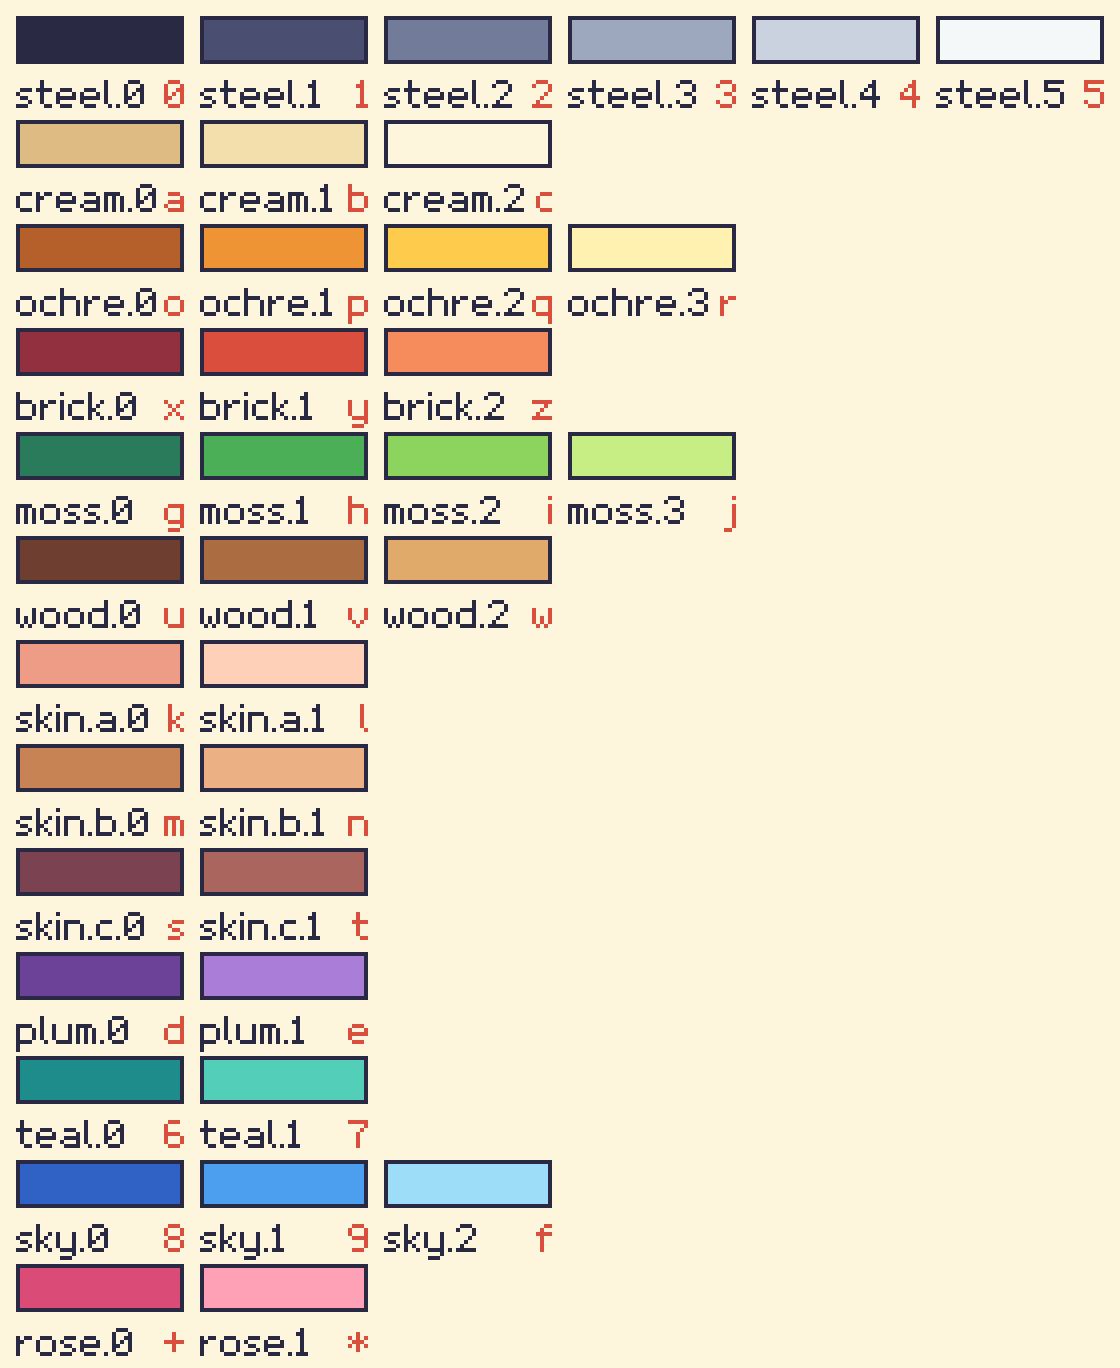 steel.0 0 steel.1 1 steel.2 2 steel.3 3 steel.4 4 steel.5 5
cream.0 a cream.1 b cream.2 c
ochre.0 o ochre.1 p ochre.2 q ochre.3 r
brick.0 x brick.1 y brick.2 z
moss.0 g moss.1 h moss.2 i moss.3 j
wood.0 u wood.1 v wood.2 w
skin.a.0 k skin.a.1 l
skin.b.0 m skin.b.1 n
skin.c.0 s skin.c.1 t
plum.0 d plum.1 e
teal.0 6 teal.1 7
sky.0 8 sky.1 9 sky.2 f
rose.0 + rose.1 *